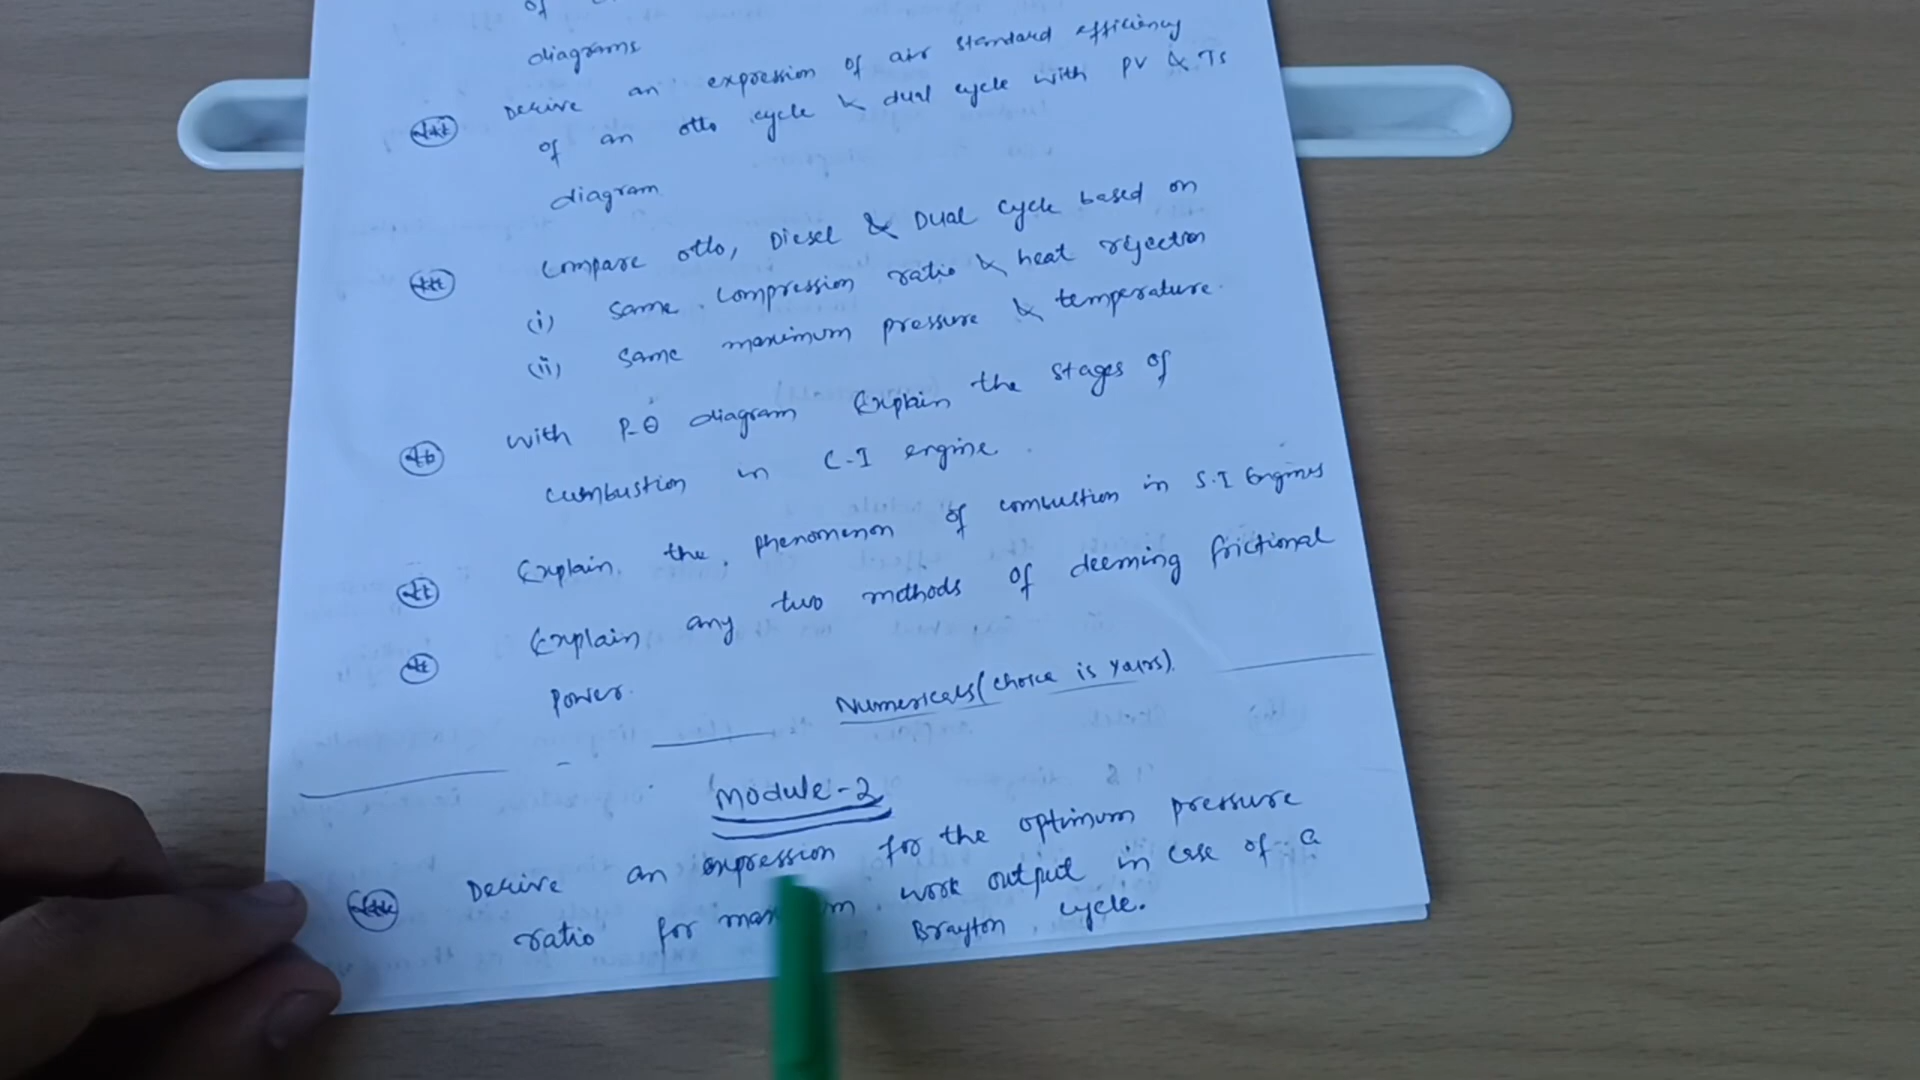 of
diagrams
Derive an expression of air standard efficiency
of an otto cycle & dual cycle with PV & TS
diagram
Compare otto, Diesel & Dual cycle based on
(i) same compression ratio & heat rejection
(ii) same maximum pressure & temperature.
With P-θ diagram Explain the stages of
cumbustion in C-I engine.
Explain the phenomenon of combustion in S.I Engines
Explain any two methods of deeming frictional
Power.
Numericals (choice is yours).
Module-2
Derive an expression for the optimum pressure
ratio for work output in case of a
Brayton cycle.